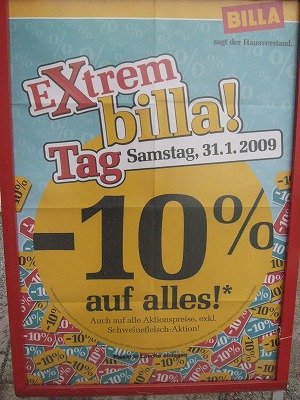 BILLA
sagt der Hausverstand.
EXtrem
billa!
Tag
Samstag, 31.1.2009
-10%
auf alles!*
Auch auf alle Aktionspreise, exkl.
Schweinefleisch-Aktion!